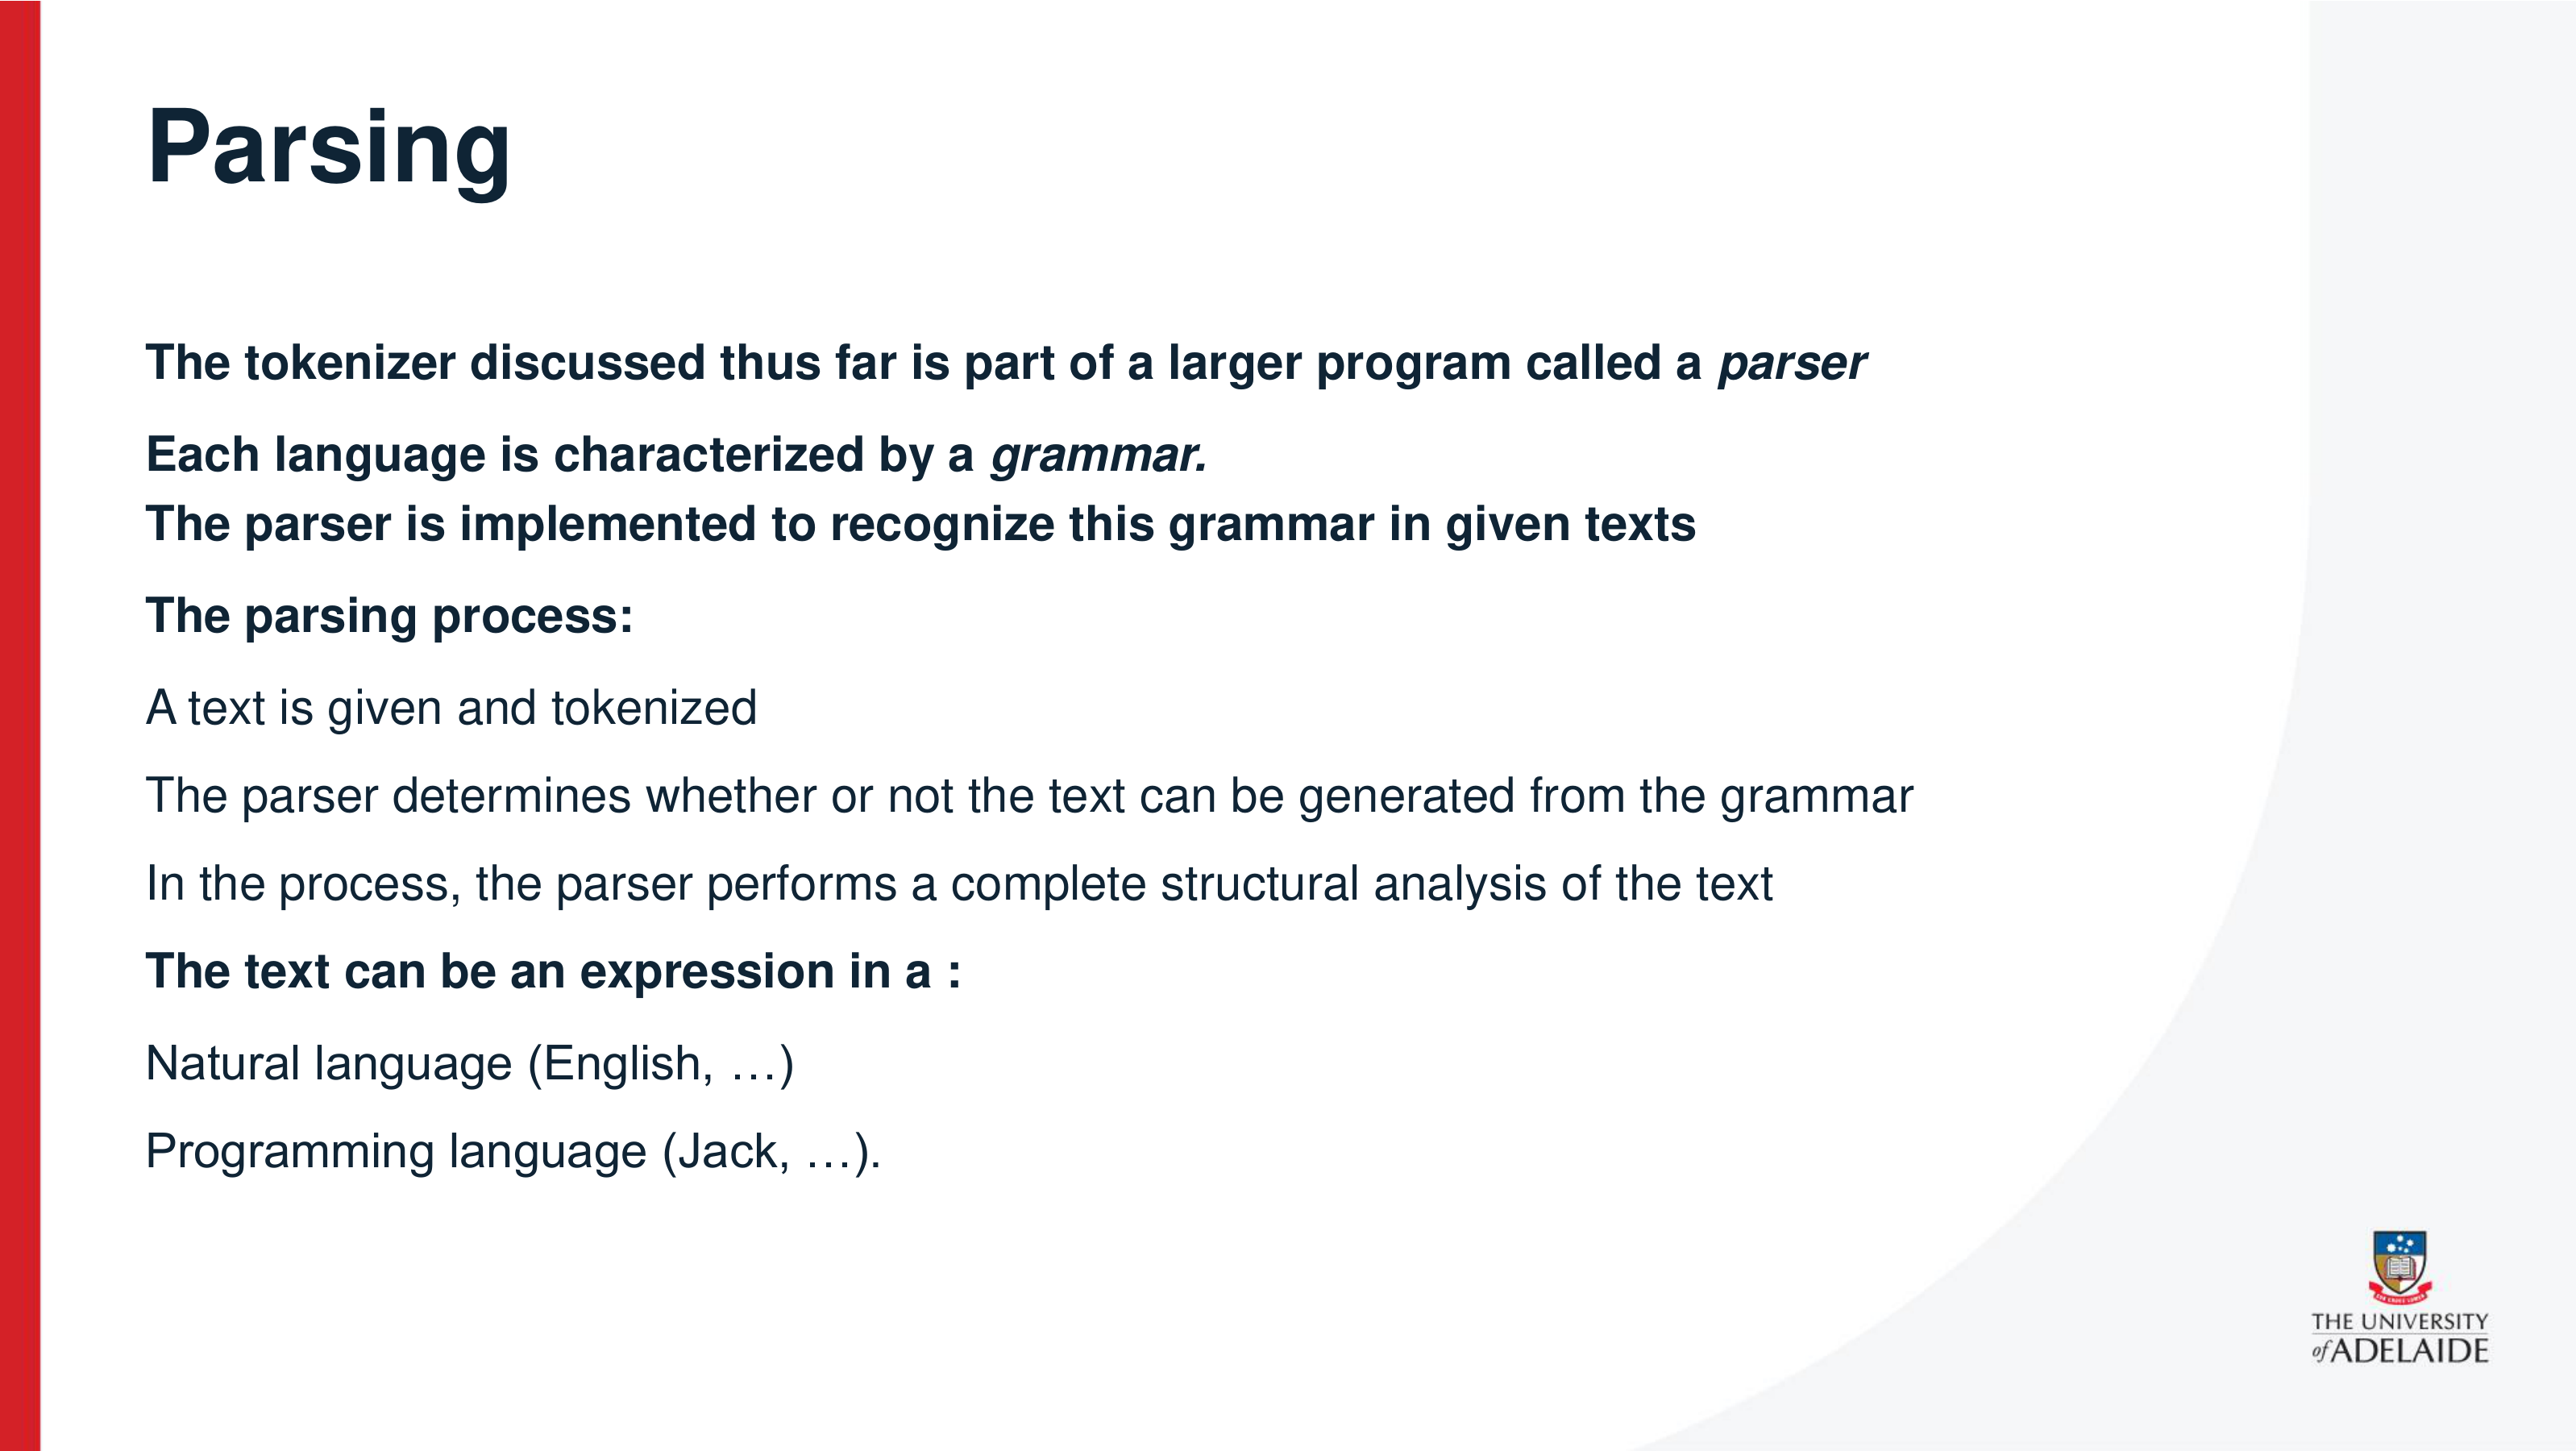 Parsing
The tokenizer discussed thus far is part of a larger program called a parser
Each language is characterized by a grammar.
The parser is implemented to recognize this grammar in given texts
The parsing process:
A text is given and tokenized
The parser determines whether or not the text can be generated from the grammar
In the process, the parser performs a complete structural analysis of the text
The text can be an expression in a :
Natural language (English, …)
Programming language (Jack, …).
THE UNIVERSITY
of ADELAIDE